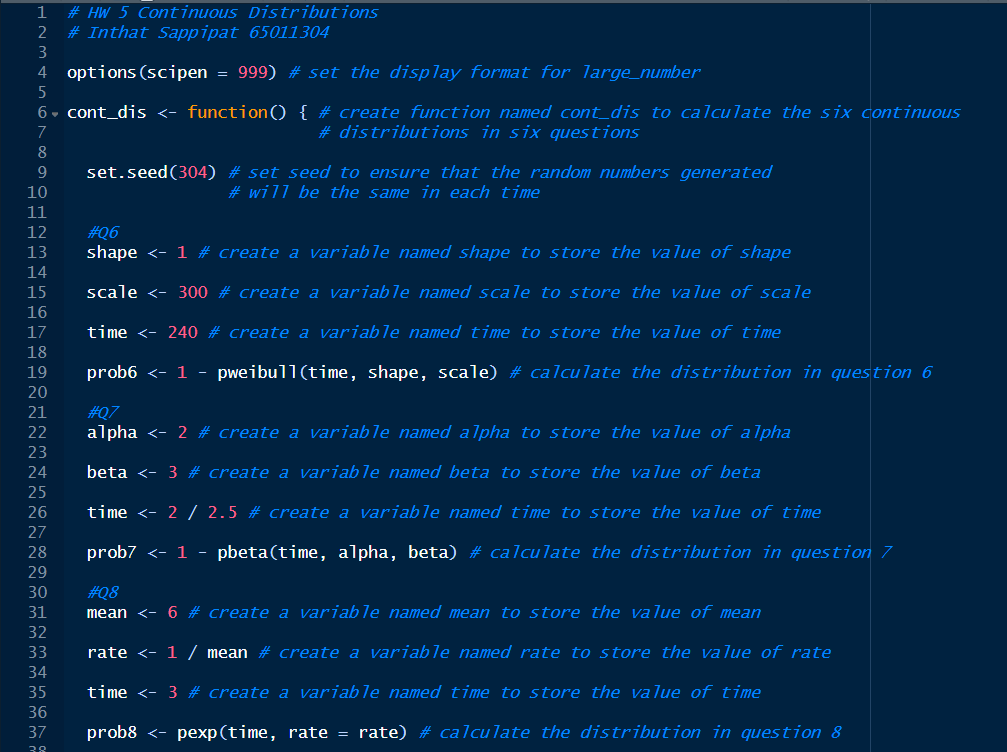 1 # HW 5 Continuous Distributions
2 # Inthat Sappipat 65011304
3
4 options(scipen = 999) # set the display format for large_number
5
6 cont_dis <- function() { # create function named cont_dis to calculate the six continuous
7 # distributions in six questions
8
9 set.seed(304) # set seed to ensure that the random numbers generated
10 # will be the same in each time
11
12 #Q6
13 shape <- 1 # create a variable named shape to store the value of shape
14
15 scale <- 300 # create a variable named scale to store the value of scale
16
17 time <- 240 # create a variable named time to store the value of time
18
19 prob6 <- 1 - pweibull(time, shape, scale) # calculate the distribution in question 6
20
21 #Q7
22 alpha <- 2 # create a variable named alpha to store the value of alpha
23
24 beta <- 3 # create a variable named beta to store the value of beta
25
26 time <- 2 / 2.5 # create a variable named time to store the value of time
27
28 prob7 <- 1 - pbeta(time, alpha, beta) # calculate the distribution in question 7
29
30 #Q8
31 mean <- 6 # create a variable named mean to store the value of mean
32
33 rate <- 1 / mean # create a variable named rate to store the value of rate
34
35 time <- 3 # create a variable named time to store the value of time
36
37 prob8 <- pexp(time, rate = rate) # calculate the distribution in question 8
38